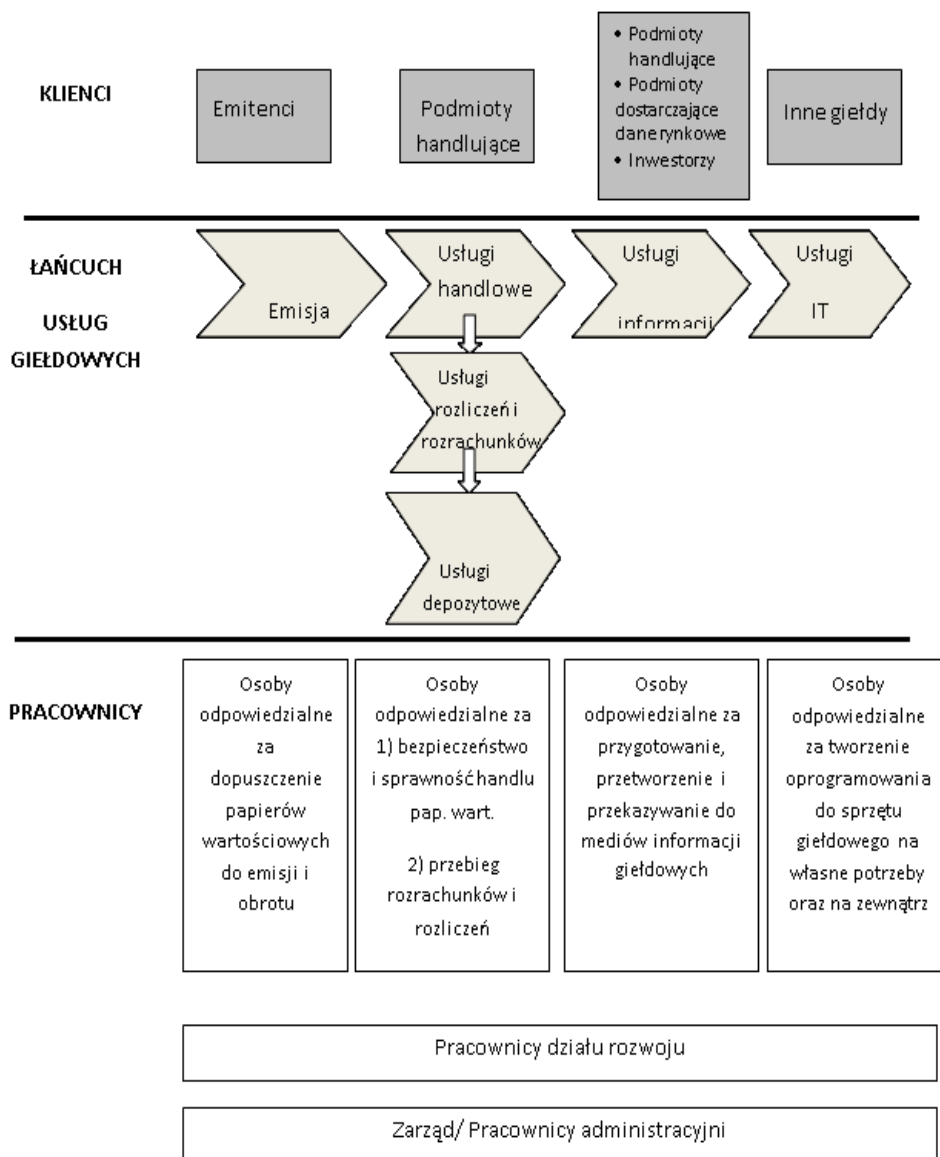 KLIENCI
Emitenci
Podmioty
handlujące
• Podmioty
handlujące
• Podmioty
dostarczające
dane rynkowe
• Inwestorzy
Inne giełdy
ŁAŃCUCH
USŁUG
GIEŁDOWYCH
Emisja
Usługi
handlowe
Usługi
informacji
Usługi
IT
Usługi
rozliczeń i
rozrachunków
Usługi
depozytowe
PRACOWNICY
Osoby
odpowiedzialne
za
dopuszczenie
papierów
wartościowych
do emisji i
obrotu
Osoby
odpowiedzialne za
1) bezpieczeństwo
i sprawność handlu
pap. wart.
2) przebieg
rozrachunków i
rozliczeń
Osoby
odpowiedzialne za
przygotowanie,
przetworzenie i
przekazywanie do
mediów informacji
giełdowych
Osoby
odpowiedzialne
za tworzenie
oprogramowania
do sprzętu
giełdowego na
własne potrzeby
oraz na zewnątrz
Pracownicy działu rozwoju
Zarząd/ Pracownicy administracyjni